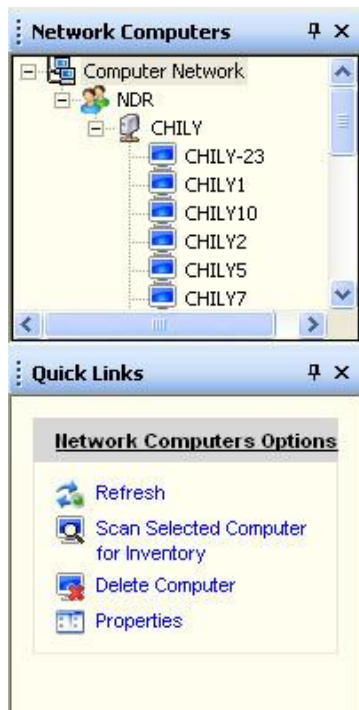 Network Computers
Computer Network
NDR
CHILY
CHILY-23
CHILY1
CHILY10
CHILY2
CHILY5
CHILY7
Quick Links
Network Computers Options
Refresh
Scan Selected Computer
for Inventory
Delete Computer
Properties